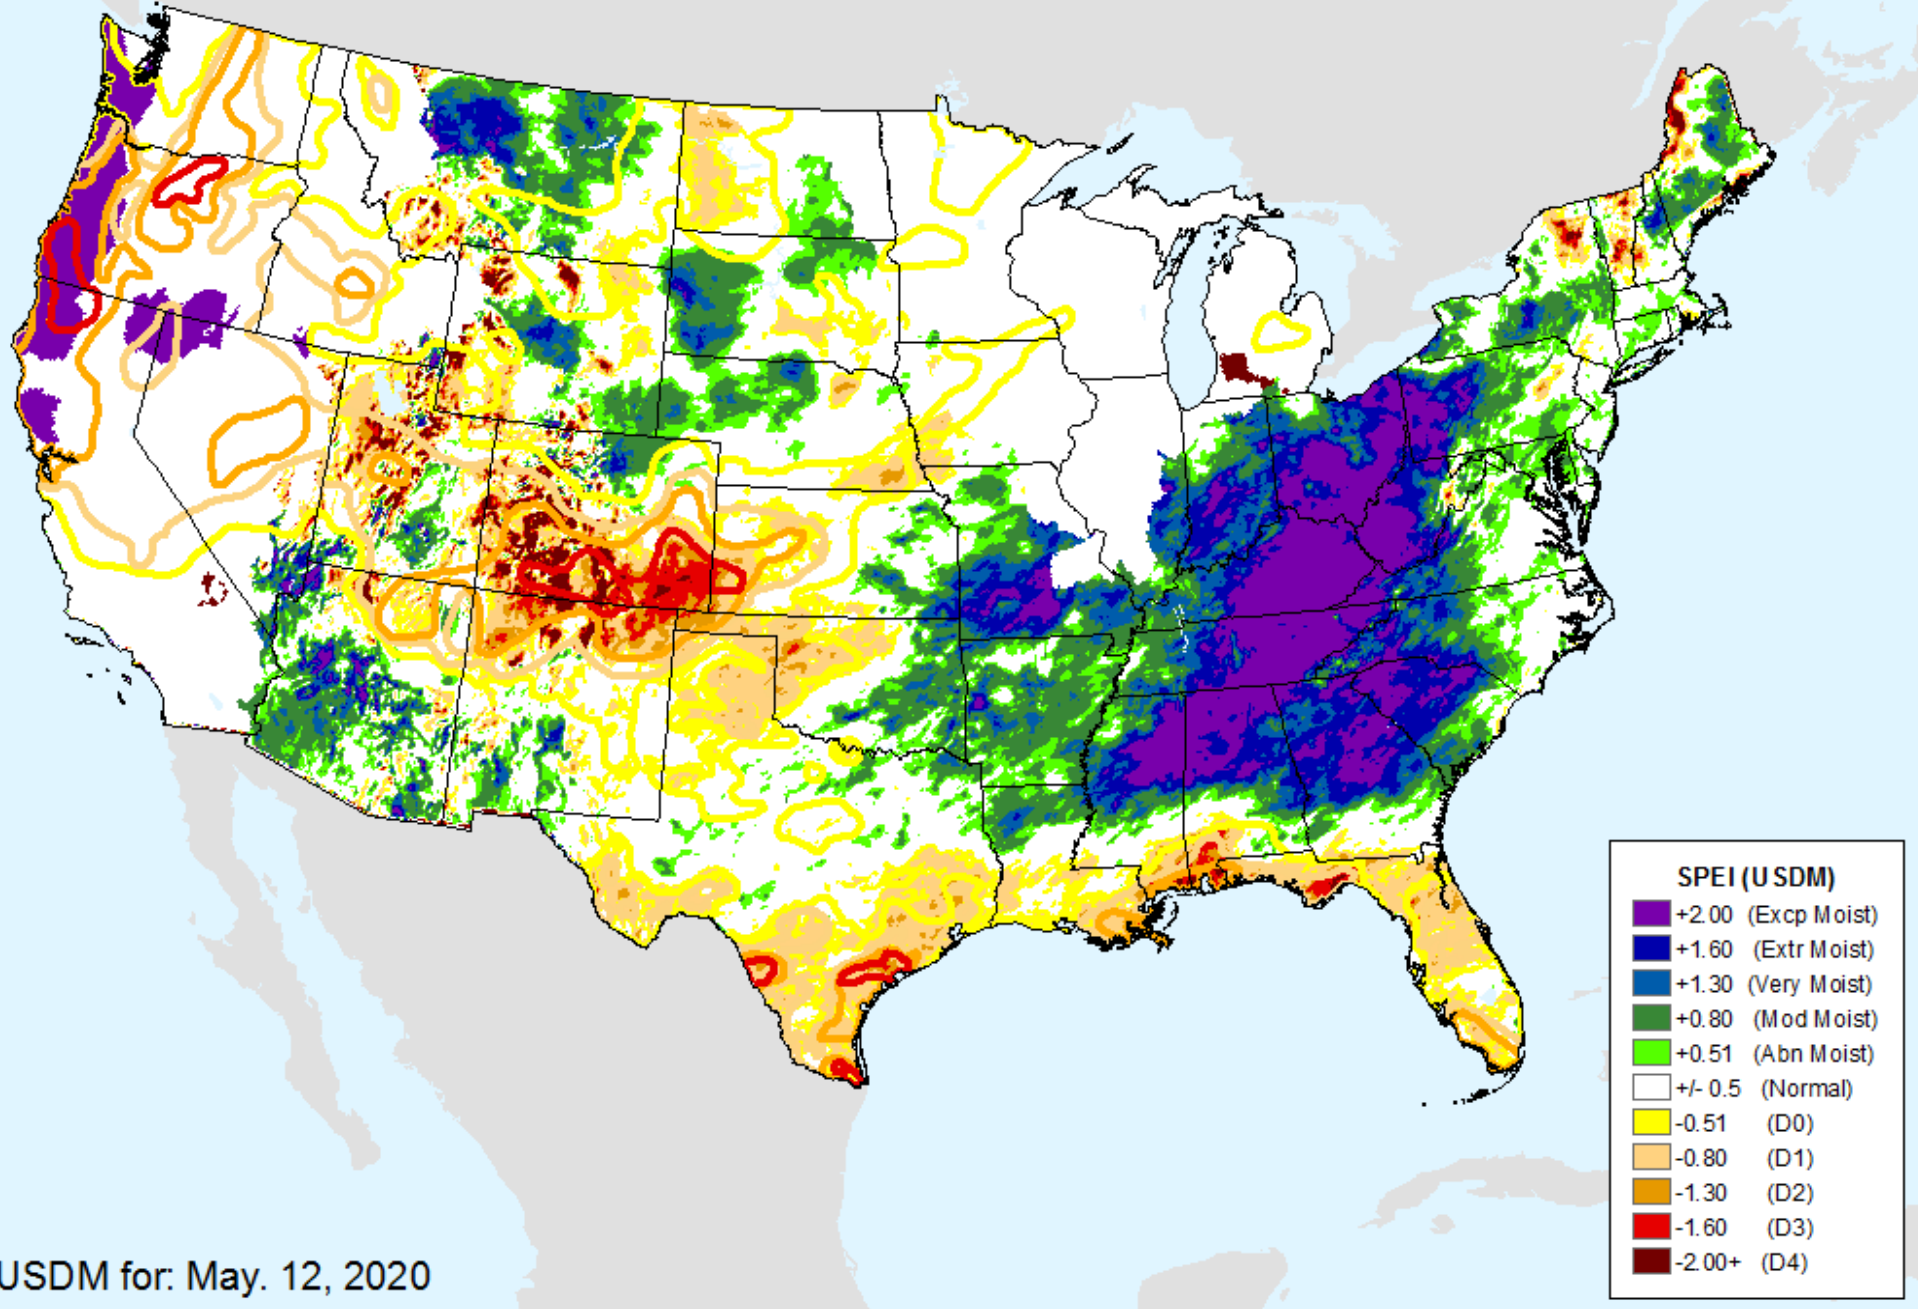 SPEI (USDM)
+2.00 (Excp Moist)
+1.60 (Extr Moist)
+1.30 (Very Moist)
+0.80 (Mod Moist)
+0.51 (Abn Moist)
+/- 0.5 (Normal)
-0.51 (D0)
-0.80 (D1)
-1.30 (D2)
-1.60 (D3)
-2.00+ (D4)
USDM for: May. 12, 2020